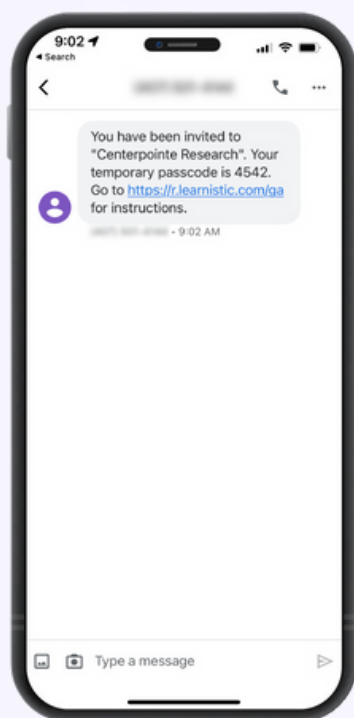 9:02
Search
You have been invited to
"Centerpointe Research". Your
temporary passcode is 4542.
Go to https://r.learnistic.com/ga
for instructions.
- 9:02 AM
Type a message